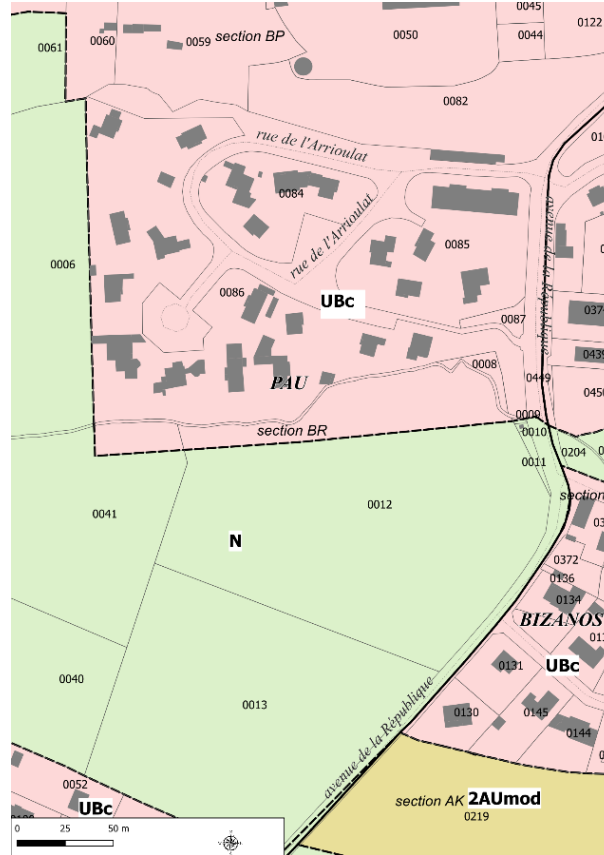 0045
0061
0060
0059
section BP
0050
0044
0122
0082
rue de l'Arrioulat
0084
avenue de la République
rue de l'Arrioulat
0085
0006
0086
UBc
0087
0374
0439
0008
0449
PAU
0450
0009
section BR
0010
0204
0011
section
0012
0041
N
0372
0136
0134
BIZANOS
0131
UBc
0040
avenue de la République
0013
0130
0145
0144
0052
UBc
section AK
2AUmod
0219
0 25 50 m